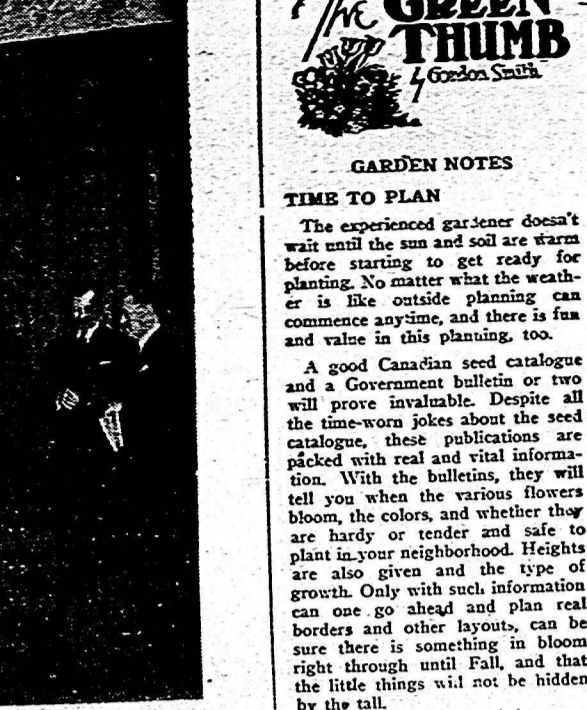 The GREEN
THUMB
by Gordon Smith
GARDEN NOTES
TIME TO PLAN
The experienced gardener doesn't
wait until the sun and soil are warm
before starting to get ready for
planting. No matter what the weath-
er is like outside planning can
commence anytime, and there is fun
and value in this planning, too.
A good Canadian seed catalogue
and a Government bulletin or two
will prove invaluable. Despite all
the time-worn jokes about the seed
catalogue, these publications are
packed with real and vital informa-
tion. With the bulletins, they will
tell you when the various flowers
bloom, the colors, and whether they
are hardy or tender and safe to
plant in your neighborhood. Heights
are also given and the type of
growth. Only with such information
can one go ahead and plan real
borders and other layouts, can be
sure there is something in bloom
right through until Fall, and that
the little things will not be hidden
by the tall.